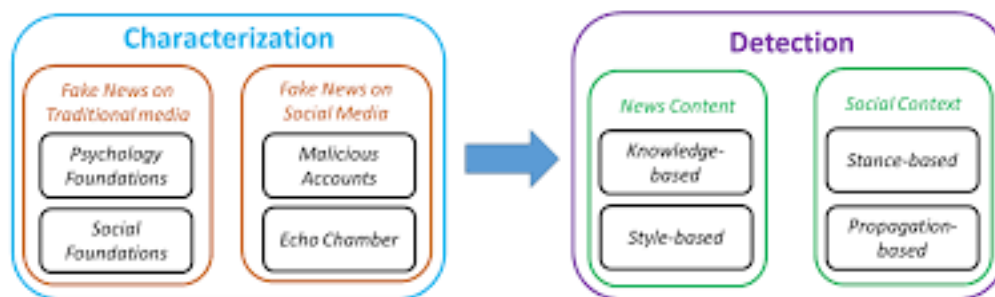 Characterization
Fake News on
Traditional media
Psychology
Foundations
Social
Foundations
Fake News on
Social Media
Malicious
Accounts
Echo Chamber
Detection
News Content
Knowledge-
based
Style-based
Social Context
Stance-based
Propagation-
based